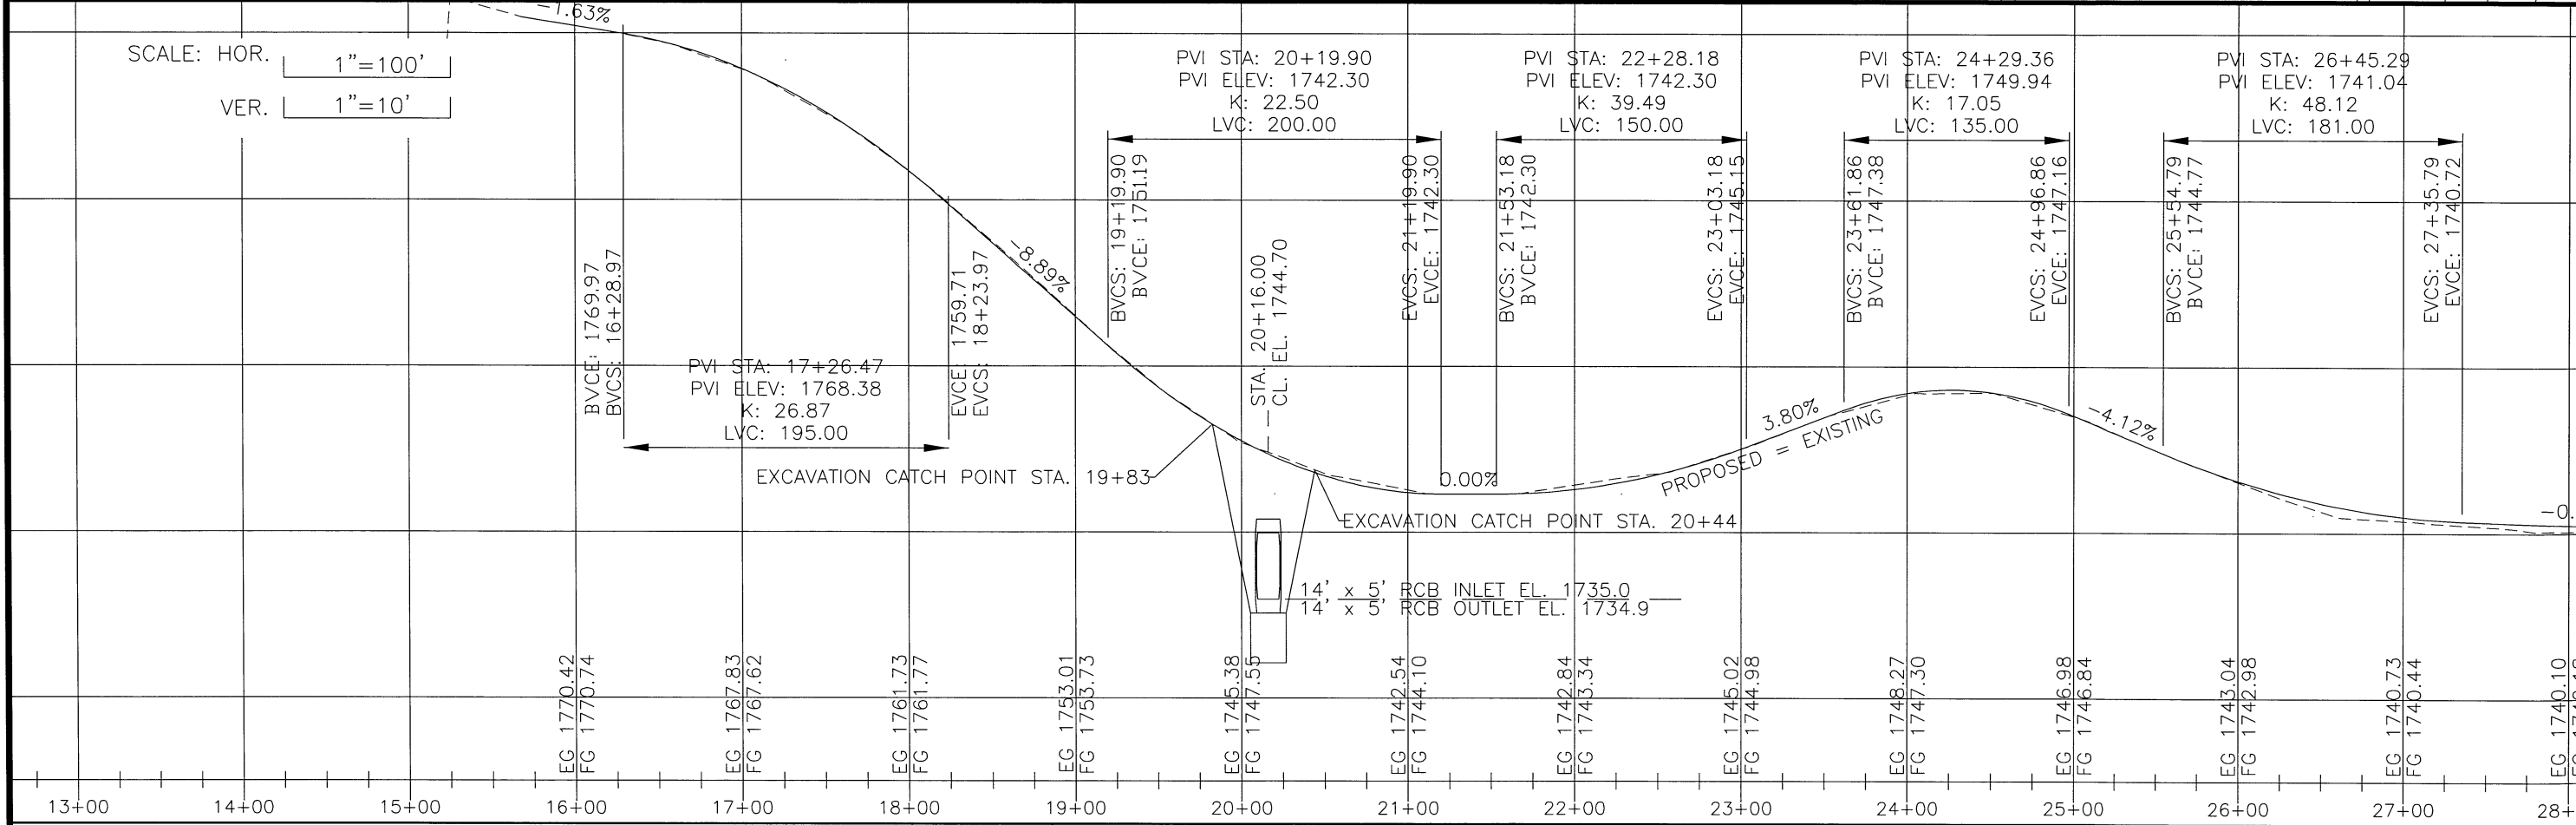 -1.63%
SCALE: HOR. 1"=100'
VER. 1"=10'
PVI STA: 20+19.90
PVI ELEV: 1742.30
K: 22.50
LVC: 200.00
PVI STA: 22+28.18
PVI ELEV: 1742.30
K: 39.49
LVC: 150.00
PVI STA: 24+29.36
PVI ELEV: 1749.94
K: 17.05
LVC: 135.00
PVI STA: 26+45.29
PVI ELEV: 1741.04
K: 48.12
LVC: 181.00
BVCE: 1769.97
BVCS: 16+28.97
PVI STA: 17+26.47
PVI ELEV: 1768.38
K: 26.87
LVC: 195.00
EVCE: 1759.71
EVCS: 18+23.97
-8.89%
BVCS: 19+19.90
BVCE: 1751.19
STA. 20+16.00
CL. EL. 1744.70
EVCS: 21+19.90
EVCE: 1742.30
BVCS: 21+53.18
BVCE: 1742.30
EVCS: 23+03.18
EVCE: 1745.15
BVCS: 23+61.86
BVCE: 1747.38
EVCS: 24+96.86
EVCE: 1747.16
BVCS: 25+54.79
BVCE: 1744.77
EVCS: 27+35.79
EVCE: 1740.72
EXCAVATION CATCH POINT STA. 19+83
0.00%
EXCAVATION CATCH POINT STA. 20+44
3.80%
PROPOSED = EXISTING
-4.12%
-0.
14' x 5' RCB INLET EL. 1735.0
14' x 5' RCB OUTLET EL. 1734.9
EG 1770.42
FG 1770.74
EG 1767.83
FG 1767.62
EG 1761.73
FG 1761.77
EG 1753.01
FG 1753.73
EG 1745.38
FG 1747.55
EG 1742.54
FG 1744.10
EG 1742.84
FG 1743.34
EG 1745.02
FG 1744.98
EG 1748.27
FG 1747.30
EG 1746.98
FG 1746.84
EG 1743.04
FG 1742.98
EG 1740.73
FG 1740.44
EG 1740.10
13+00
14+00
15+00
16+00
17+00
18+00
19+00
20+00
21+00
22+00
23+00
24+00
25+00
26+00
27+00
28+